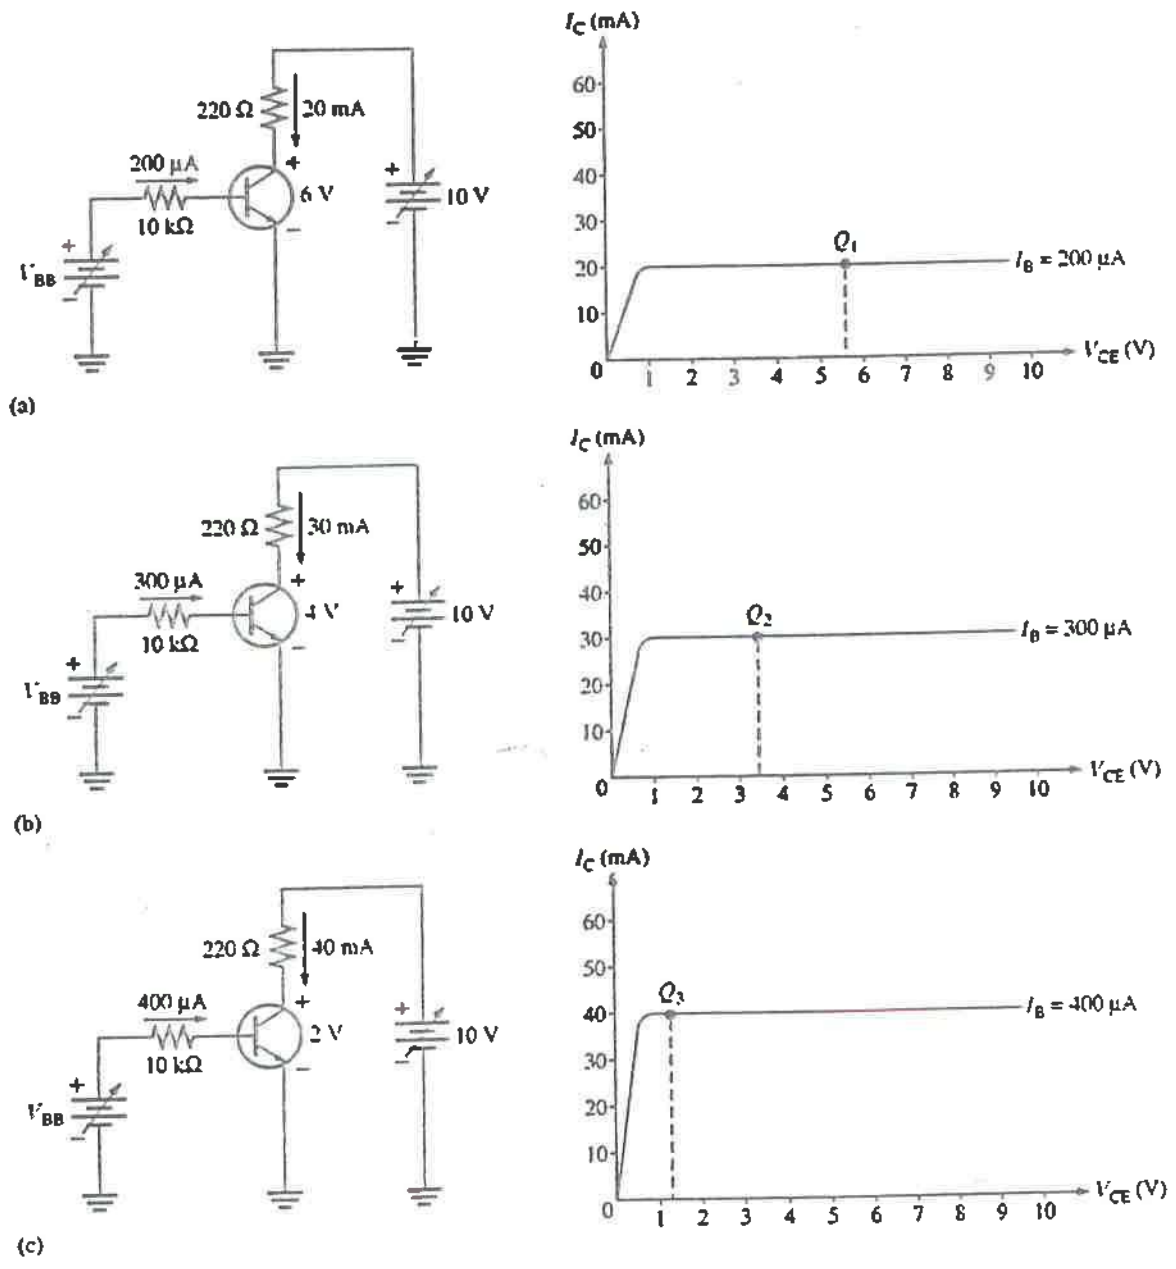 I_C (mA)
220 Ω 20 mA
200 µA
10 kΩ
6 V
10 V
V_BB
+
−
+
−
+
−
60
50
40
30
20
10
0
Q₁
I_B = 200 µA
1 2 3 4 5 6 7 8 9 10
V_CE (V)
(a)
I_C (mA)
220 Ω 30 mA
300 µA
10 kΩ
4 V
10 V
V_BB
+
−
+
−
+
−
60
50
40
30
20
10
0
Q₂
I_B = 300 µA
1 2 3 4 5 6 7 8 9 10
V_CE (V)
(b)
I_C (mA)
220 Ω 40 mA
400 µA
10 kΩ
2 V
10 V
V_BB
+
−
+
−
+
−
60
50
40
30
20
10
0
Q₃
I_B = 400 µA
1 2 3 4 5 6 7 8 9 10
V_CE (V)
(c)